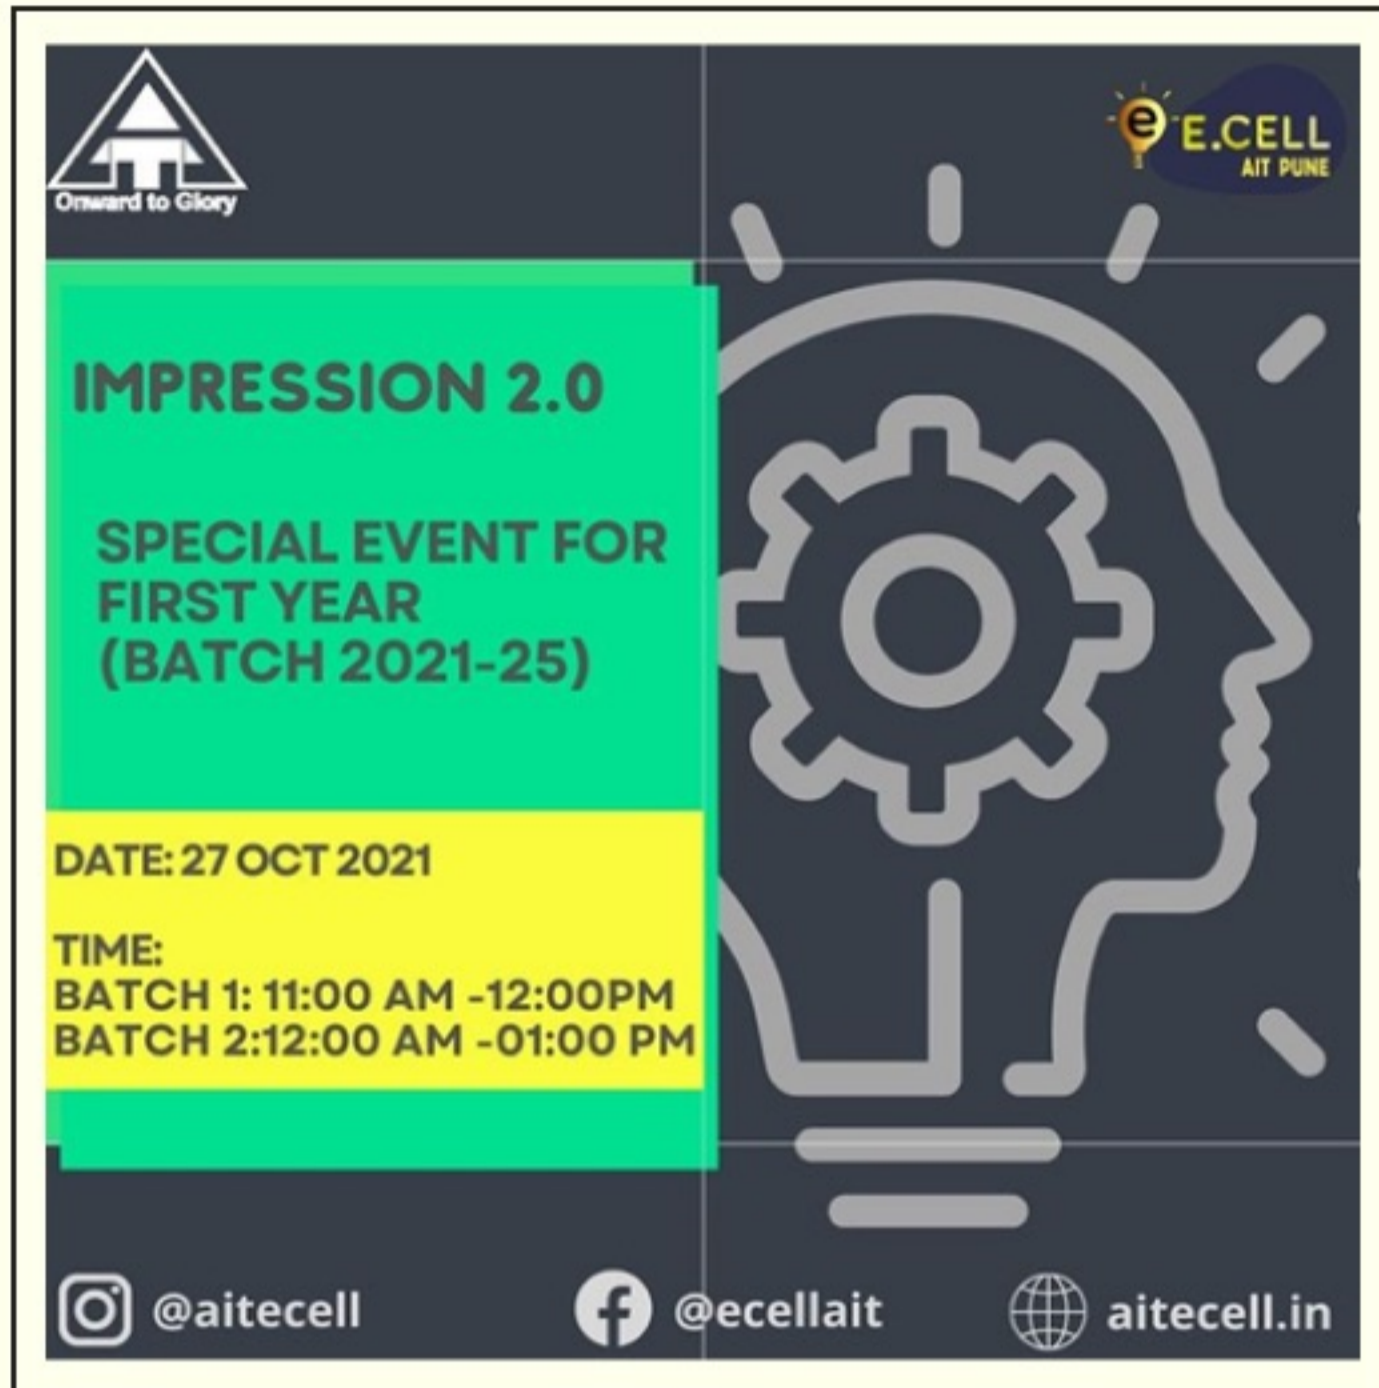 Onward to Glory
e E.CELL
AIT PUNE
IMPRESSION 2.0
SPECIAL EVENT FOR
FIRST YEAR
(BATCH 2021-25)
DATE: 27 OCT 2021
TIME:
BATCH 1: 11:00 AM -12:00PM
BATCH 2:12:00 AM -01:00 PM
@aitecell
@ecellait
aitecell.in